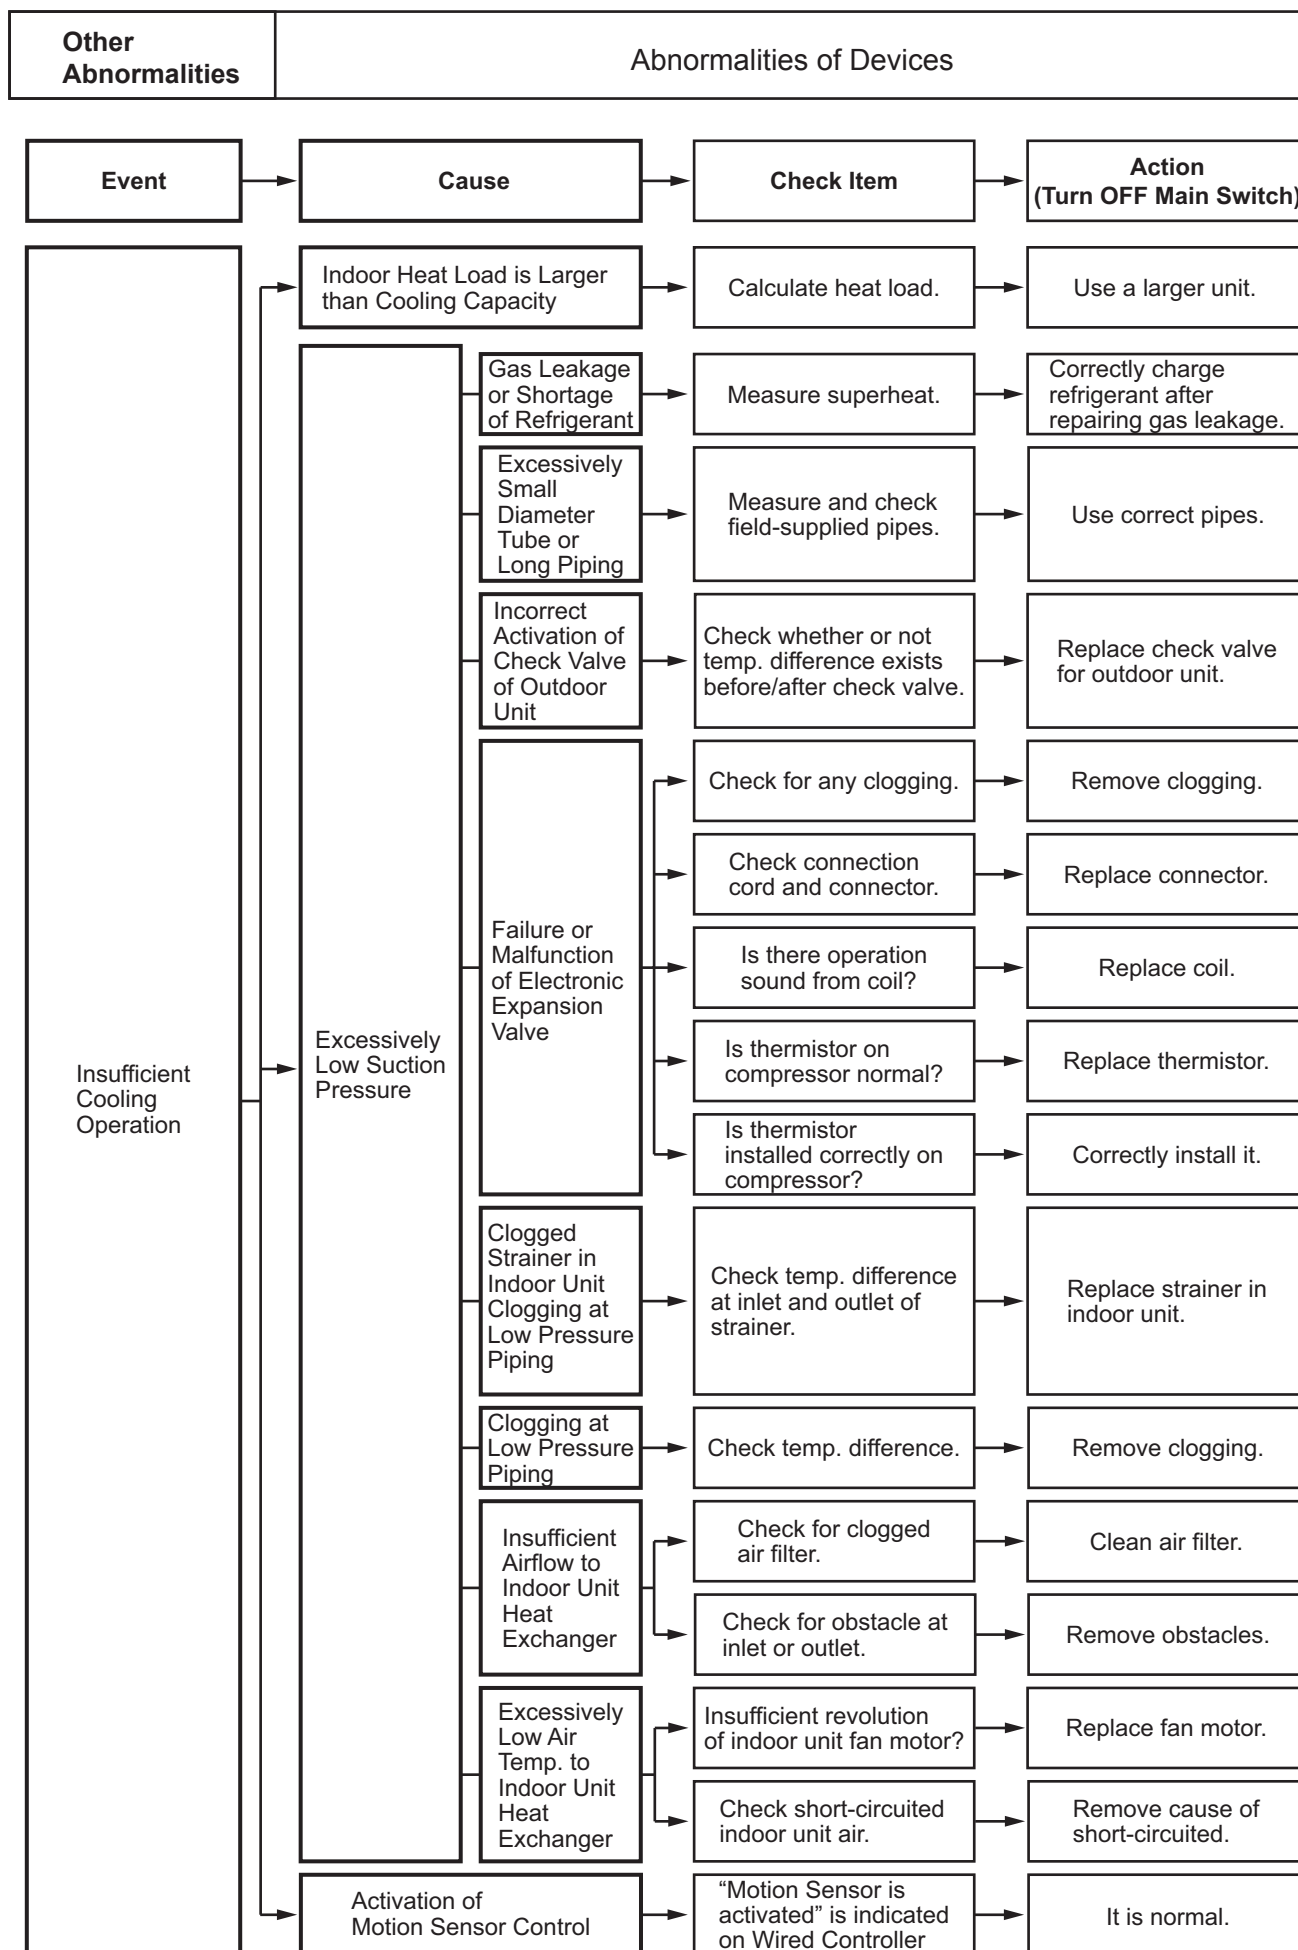 Other
Abnormalities
Abnormalities of Devices
Event
Cause
Check Item
Action
(Turn OFF Main Switch)
Insufficient
Cooling
Operation
Indoor Heat Load is Larger
than Cooling Capacity
Calculate heat load.
Use a larger unit.
Excessively
Low Suction
Pressure
Gas Leakage
or Shortage
of Refrigerant
Measure superheat.
Correctly charge
refrigerant after
repairing gas leakage.
Excessively
Small
Diameter
Tube or
Long Piping
Measure and check
field-supplied pipes.
Use correct pipes.
Incorrect
Activation of
Check Valve
of Outdoor
Unit
Check whether or not
temp. difference exists
before/after check valve.
Replace check valve
for outdoor unit.
Failure or
Malfunction
of Electronic
Expansion
Valve
Check for any clogging.
Remove clogging.
Check connection
cord and connector.
Replace connector.
Is there operation
sound from coil?
Replace coil.
Is thermistor on
compressor normal?
Replace thermistor.
Is thermistor
installed correctly on
compressor?
Correctly install it.
Clogged
Strainer in
Indoor Unit
Clogging at
Low Pressure
Piping
Check temp. difference
at inlet and outlet of
strainer.
Replace strainer in
indoor unit.
Clogging at
Low Pressure
Piping
Check temp. difference.
Remove clogging.
Insufficient
Airflow to
Indoor Unit
Heat
Exchanger
Check for clogged
air filter.
Clean air filter.
Check for obstacle at
inlet or outlet.
Remove obstacles.
Excessively
Low Air
Temp. to
Indoor Unit
Heat
Exchanger
Insufficient revolution
of indoor unit fan motor?
Replace fan motor.
Check short-circuited
indoor unit air.
Remove cause of
short-circuited.
Activation of
Motion Sensor Control
“Motion Sensor is
activated” is indicated
on Wired Controller
It is normal.